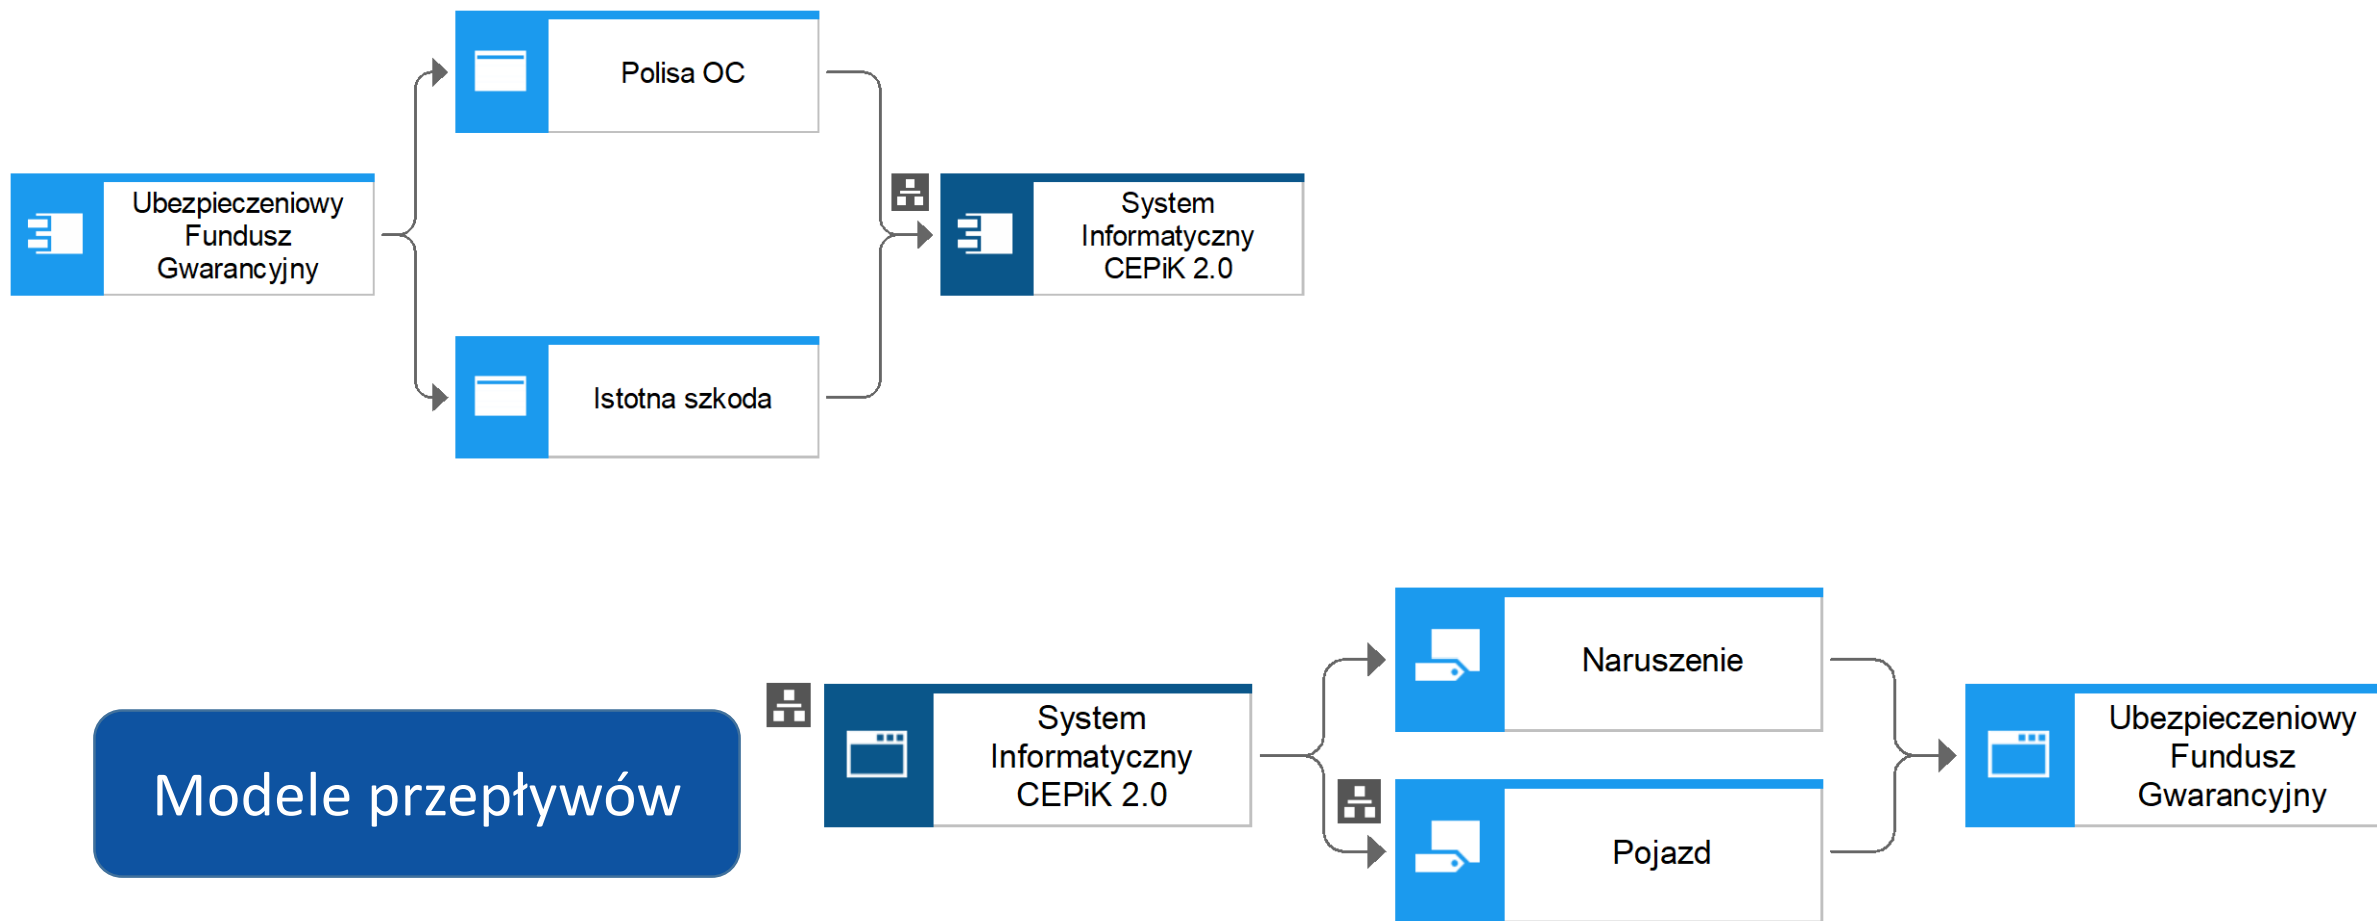 Polisa OC
Ubezpieczeniowy
Fundusz
Gwarancyjny
System
Informatyczny
CEPiK 2.0
Istotna szkoda
Modele przepływów
System
Informatyczny
CEPiK 2.0
Naruszenie
Pojazd
Ubezpieczeniowy
Fundusz
Gwarancyjny